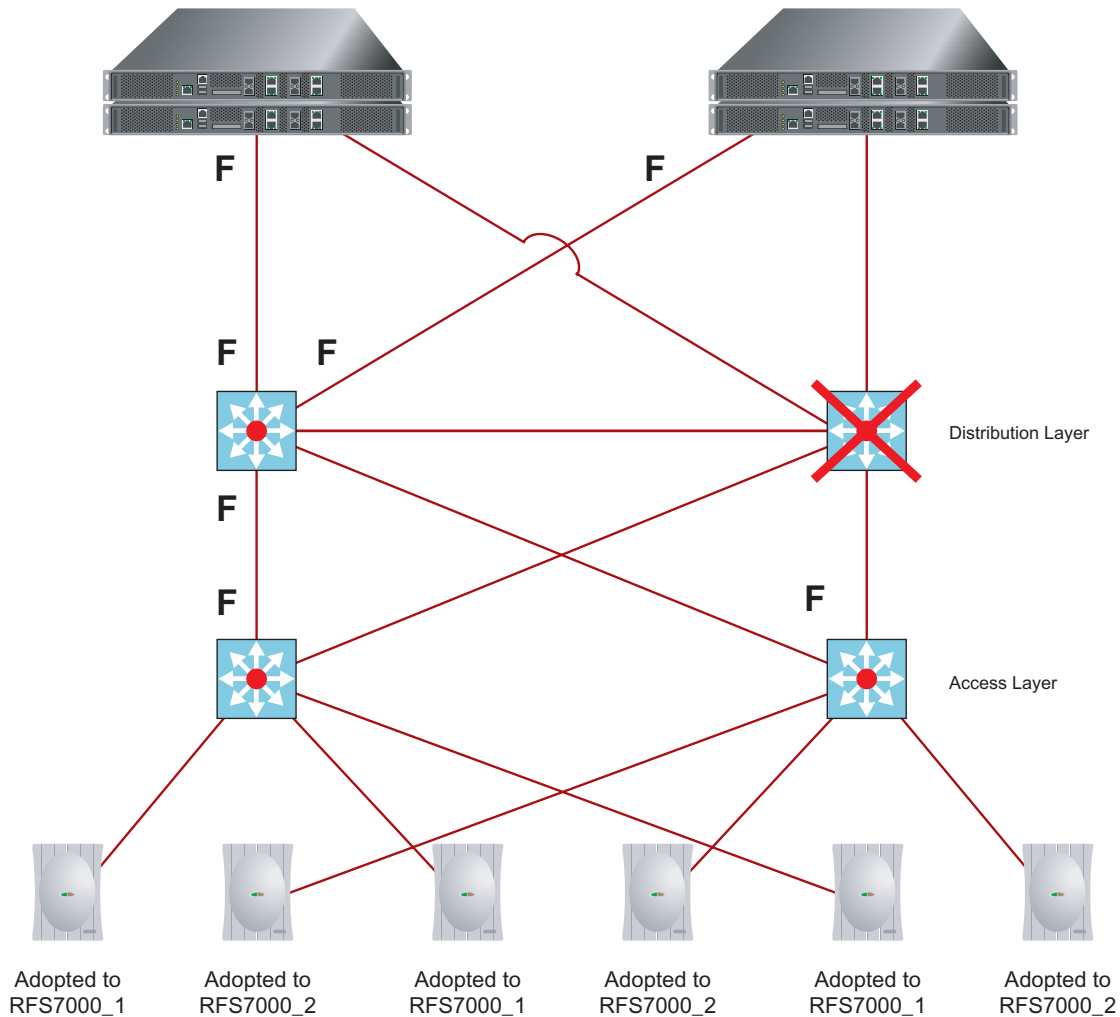 F
F
F
F
Distribution Layer
F
F
F
Access Layer
Adopted to
RFS7000_1
Adopted to
RFS7000_2
Adopted to
RFS7000_1
Adopted to
RFS7000_2
Adopted to
RFS7000_1
Adopted to
RFS7000_2